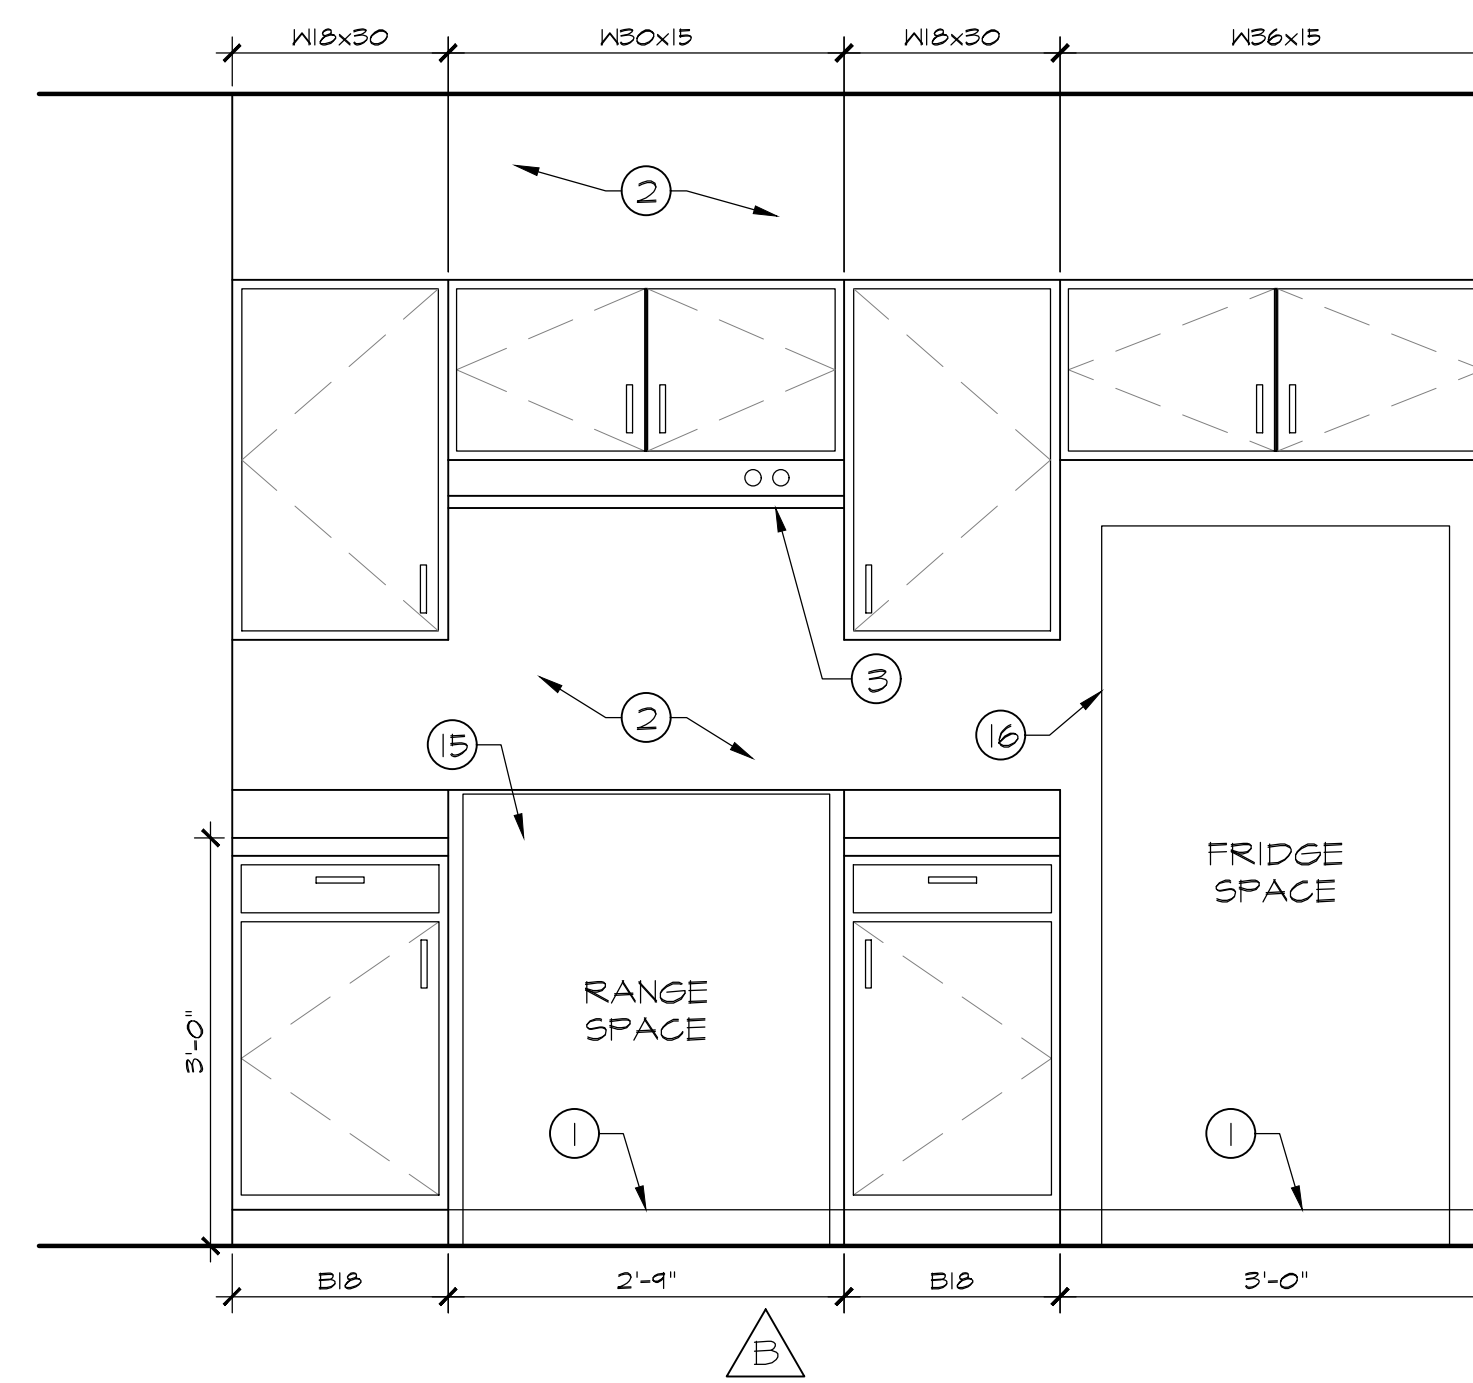 W18x30
W30x15
W18x30
W36x15
2
3
2
15
16
FRIDGE
SPACE
RANGE
SPACE
3'-0"
1
1
B18
2'-9"
B18
3'-0"
B